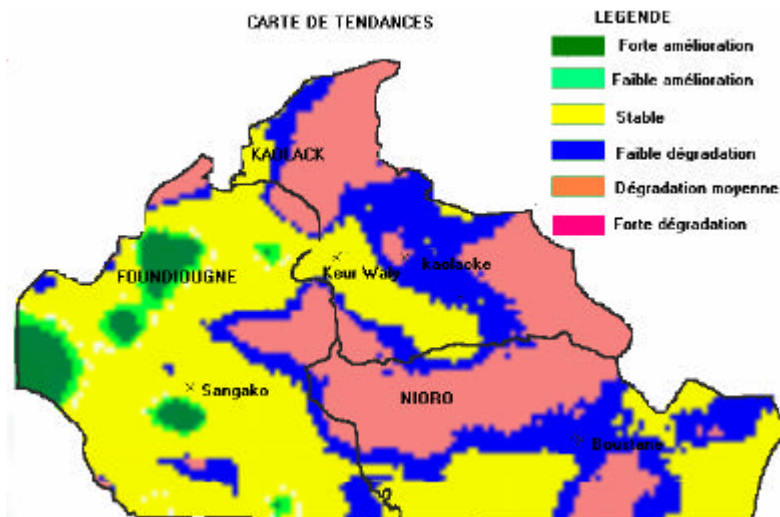 CARTE DE TENDANCES
LEGENDE
Forte amélioration
Faible amélioration
Stable
Faible dégradation
Dégradation moyenne
Forte dégradation
KAOLACK
FOUNDIOUGNE
Keur Waly
kaolacke
Sangako
NIORO
Boustane